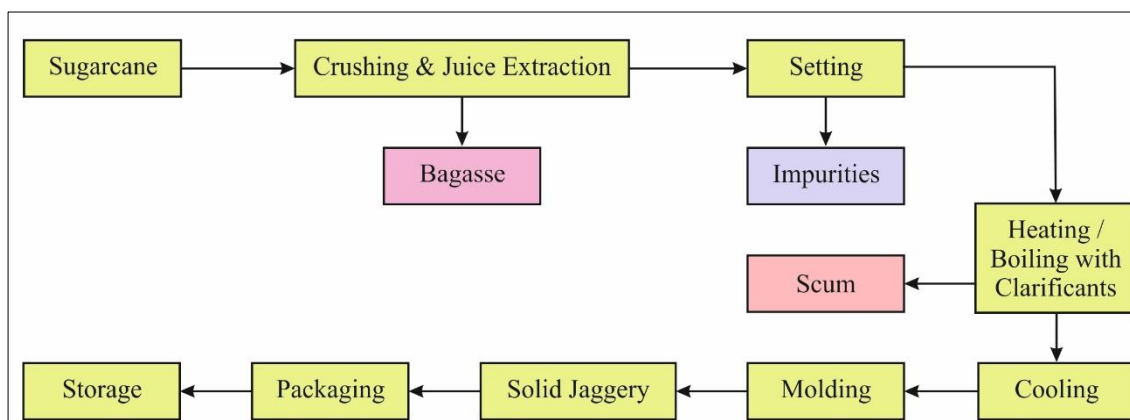 Sugarcane
Crushing & Juice Extraction
Setting
Bagasse
Impurities
Heating /
Boiling with
Clarificants
Scum
Storage
Packaging
Solid Jaggery
Molding
Cooling